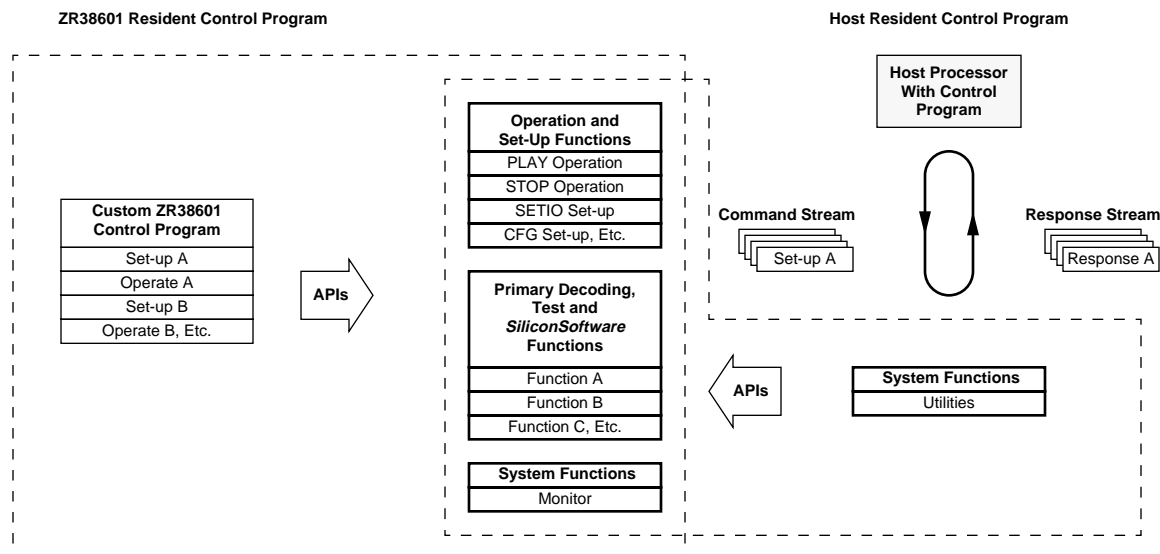 ZR38601 Resident Control Program
Host Resident Control Program
Custom ZR38601
Control Program
Set-up A
Operate A
Set-up B
Operate B, Etc.
APIs
Operation and
Set-Up Functions
PLAY Operation
STOP Operation
SETIO Set-up
CFG Set-up, Etc.
Primary Decoding,
Test and
SiliconSoftware
Functions
Function A
Function B
Function C, Etc.
System Functions
Monitor
Host Processor
With Control
Program
Command Stream
Set-up A
Response Stream
Response A
APIs
System Functions
Utilities